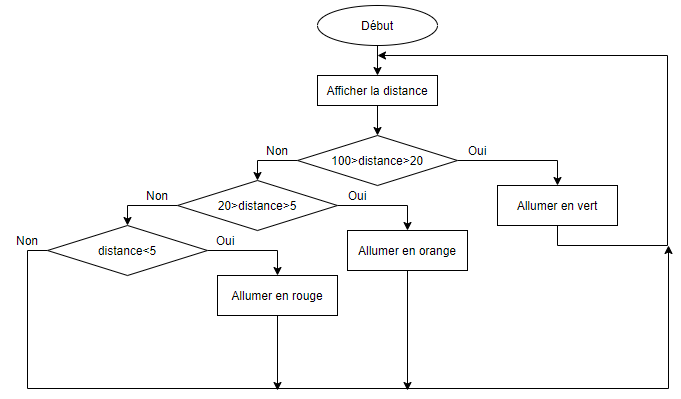 Début
Afficher la distance
100>distance>20
Non
Oui
20>distance>5
Non
Oui
Allumer en vert
distance<5
Non
Oui
Allumer en orange
Allumer en rouge